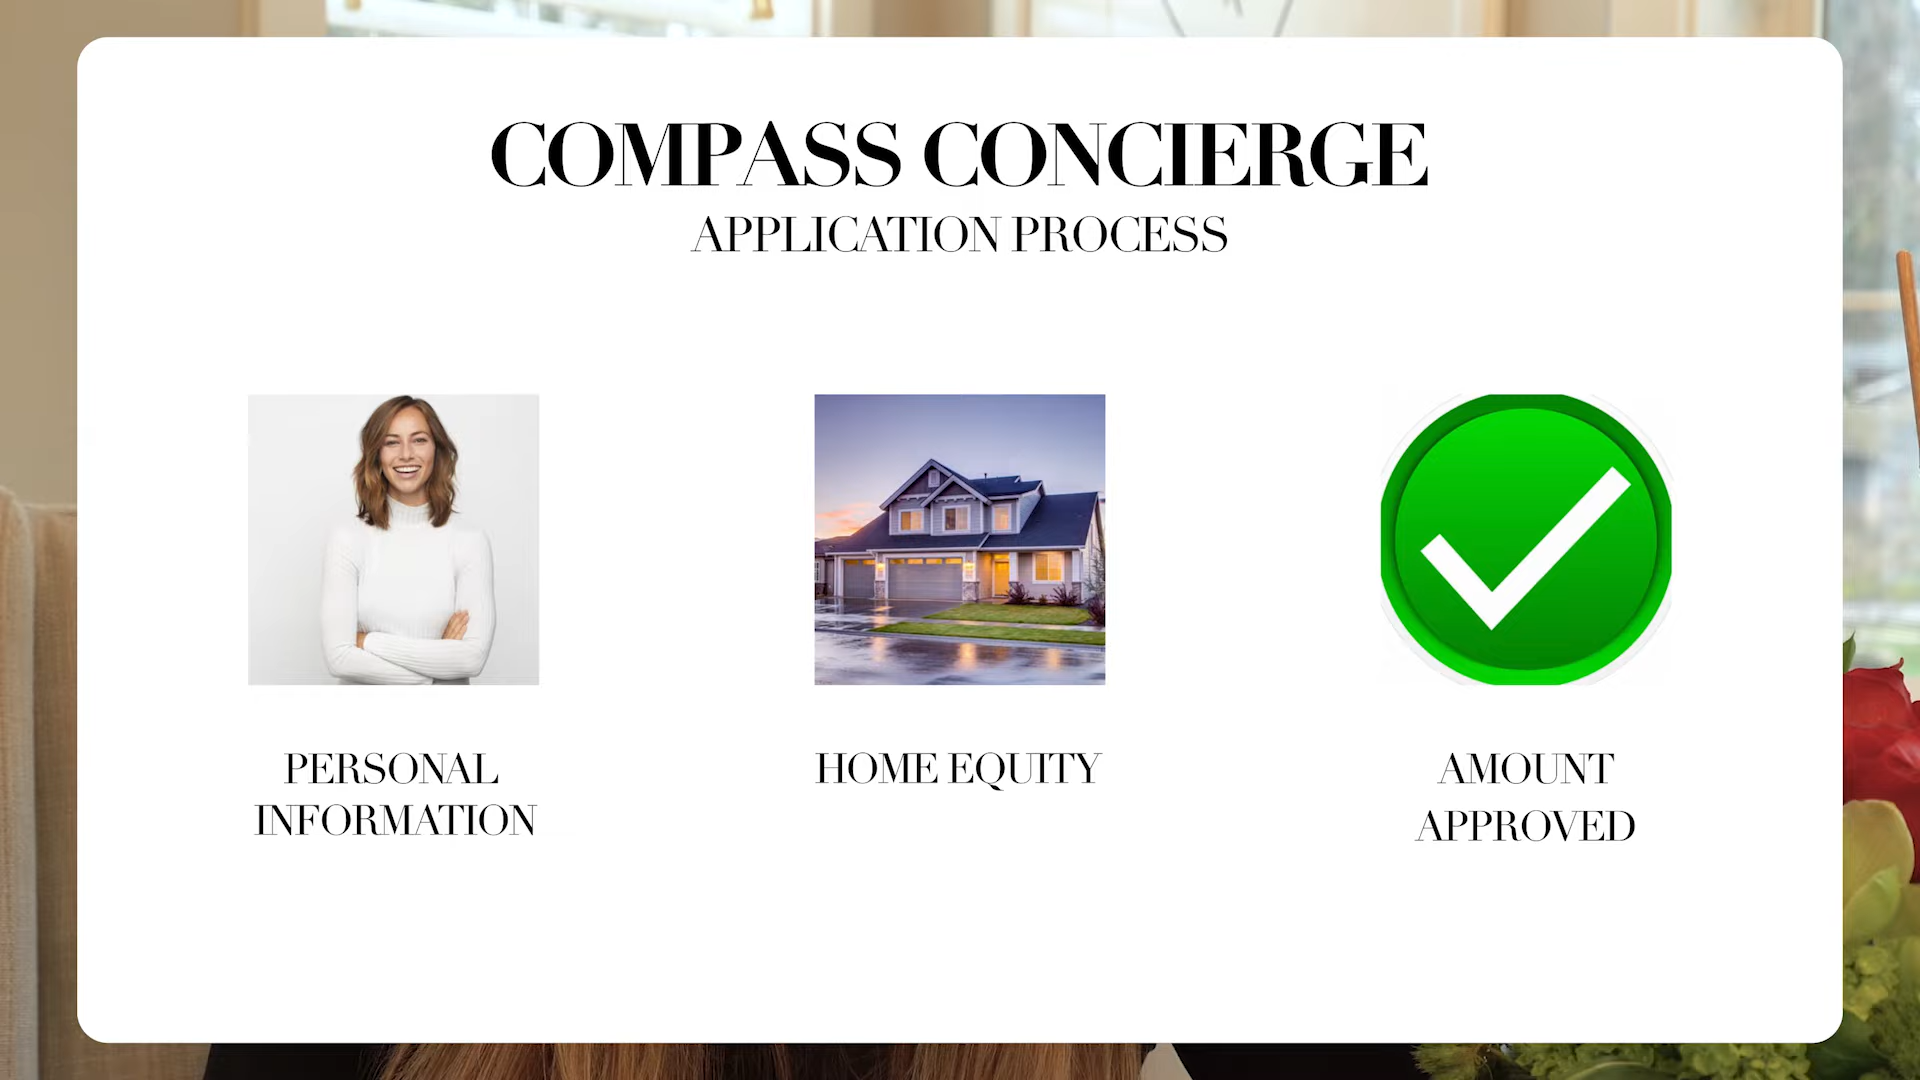 COMPASS CONCIERGE
APPLICATION PROCESS
PERSONAL
INFORMATION
HOME EQUITY
AMOUNT
APPROVED